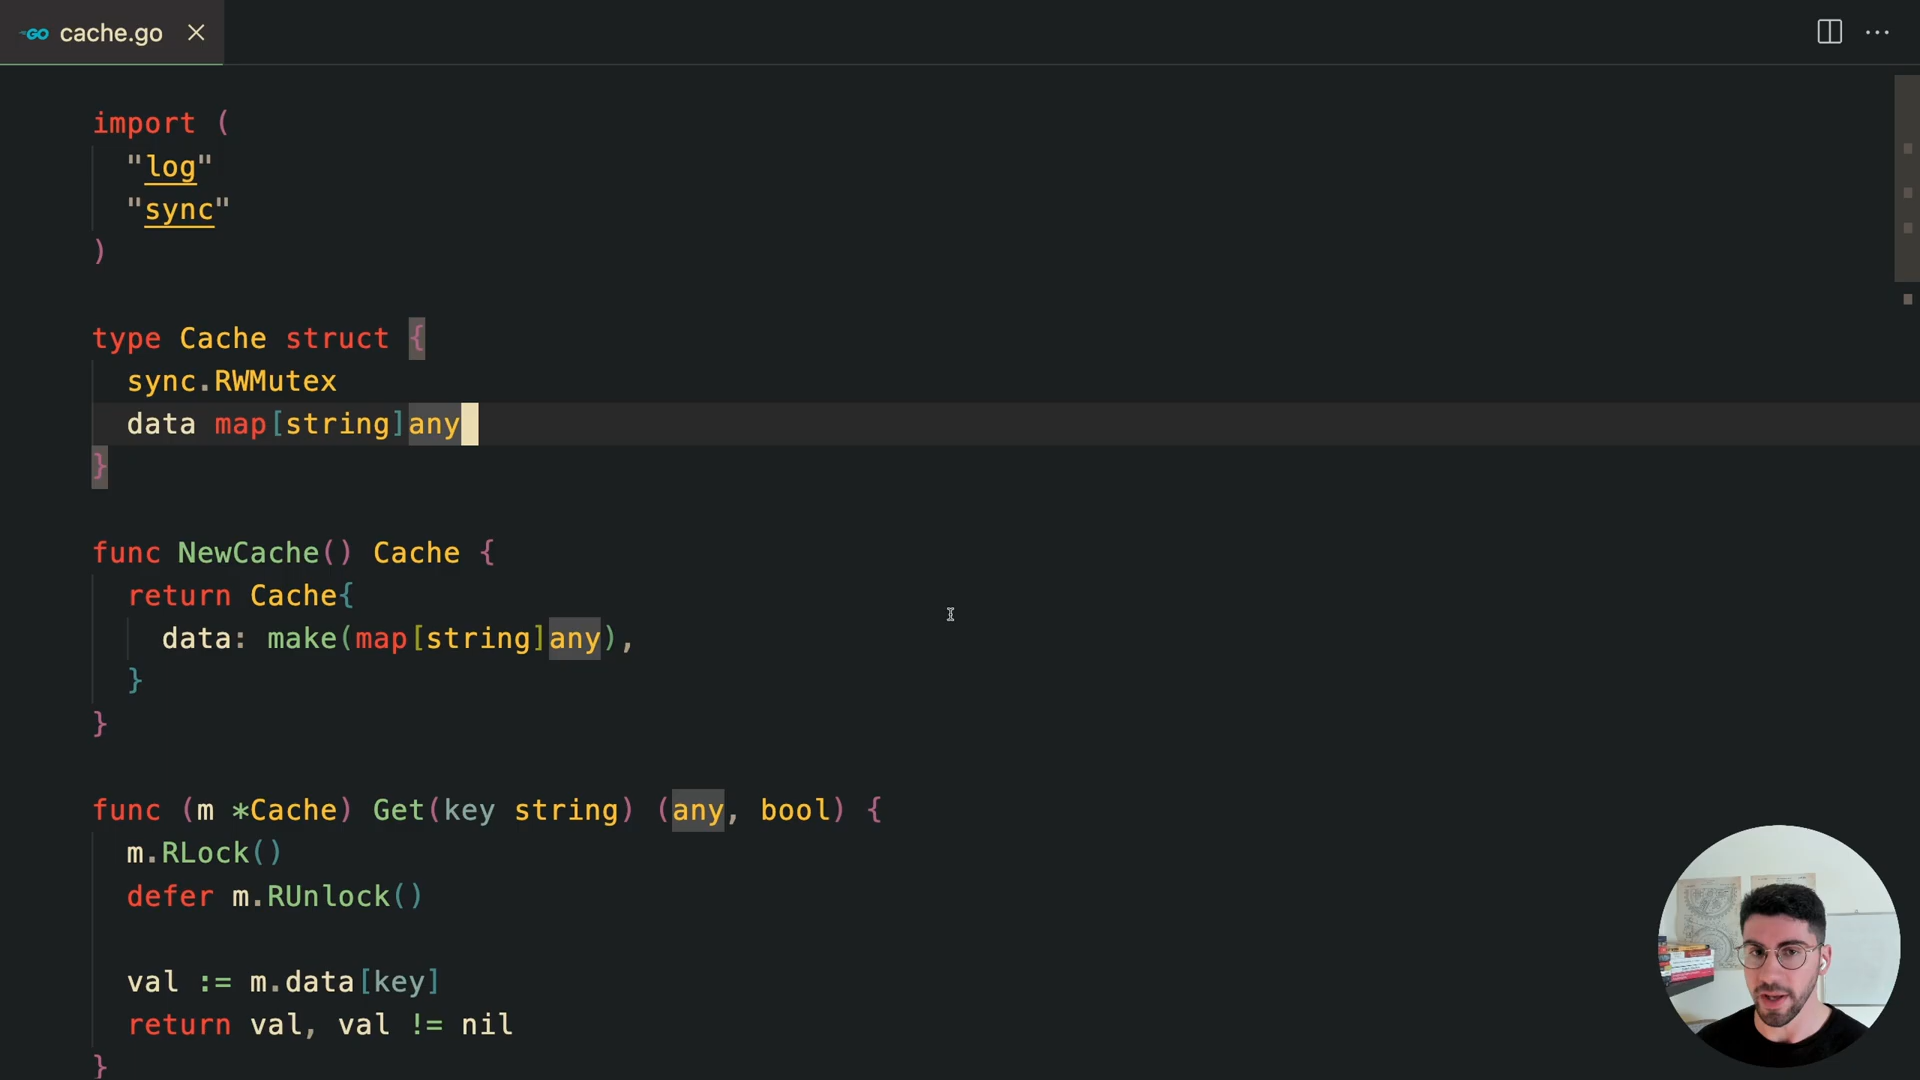 GO cache.go
import (
"log"
"sync"
)
type Cache struct {
sync.RWMutex
data map[string]any
}
func NewCache() Cache {
return Cache{
data: make(map[string]any),
}
}
func (m *Cache) Get(key string) (any, bool) {
m.RLock()
defer m.RUnlock()
val := m.data[key]
return val, val != nil
}